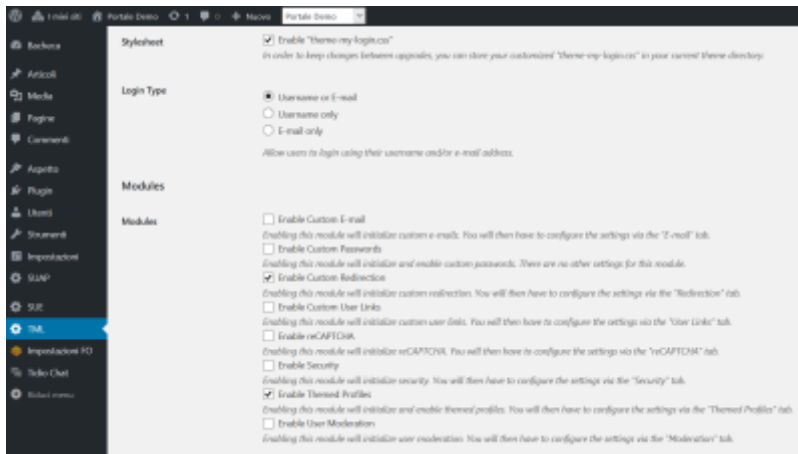 I miei siti Portale Demo 1 0 Nuovo Portale Demo
Bacheca
Articoli
Media
Pagine
Commenti
Aspetto
Plugin
Utenti
Strumenti
Impostazioni
SUAP
SUE
TML
Impostazioni FO
Tidio Chat
Riduci menu
Stylesheet
Enable "theme-my-login.css"
In order to keep changes between upgrades, you can store your customized "theme-my-login.css" in your current theme directory.
Login Type
Username or E-mail
Username only
E-mail only
Allow users to login using their username and/or e-mail address.
Modules
Modules
Enable Custom E-mail
Enabling this module will initialize custom e-mails. You will then have to configure the settings via the "E-mail" tab.
Enable Custom Passwords
Enabling this module will initialize and enable custom passwords. There are no other settings for this module.
Enable Custom Redirection
Enabling this module will initialize custom redirection. You will then have to configure the settings via the "Redirection" tab.
Enable Custom User Links
Enabling this module will initialize custom user links. You will then have to configure the settings via the "User Links" tab.
Enable reCAPTCHA
Enabling this module will initialize reCAPTCHA. You will then have to configure the settings via the "reCAPTCHA" tab.
Enable Security
Enabling this module will initialize security. You will then have to configure the settings via the "Security" tab.
Enable Themed Profiles
Enabling this module will initialize and enable themed profiles. You will then have to configure the settings via the "Themed Profiles" tab.
Enable User Moderation
Enabling this module will initialize user moderation. You will then have to configure the settings via the "Moderation" tab.